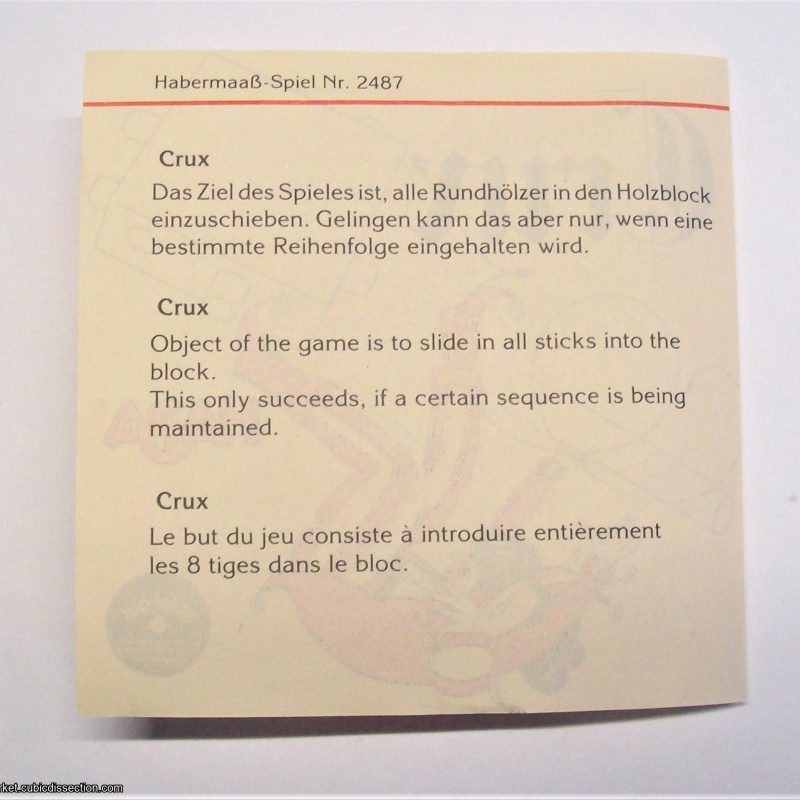 Habermaaß-Spiel Nr. 2487
Crux
Das Ziel des Spieles ist, alle Rundhölzer in den Holzblock
einzuschieben. Gelingen kann das aber nur, wenn eine
bestimmte Reihenfolge eingehalten wird.
Crux
Object of the game is to slide in all sticks into the
block.
This only succeeds, if a certain sequence is being
maintained.
Crux
Le but du jeu consiste à introduire entièrement
les 8 tiges dans le bloc.
rket.cubicdissection.com